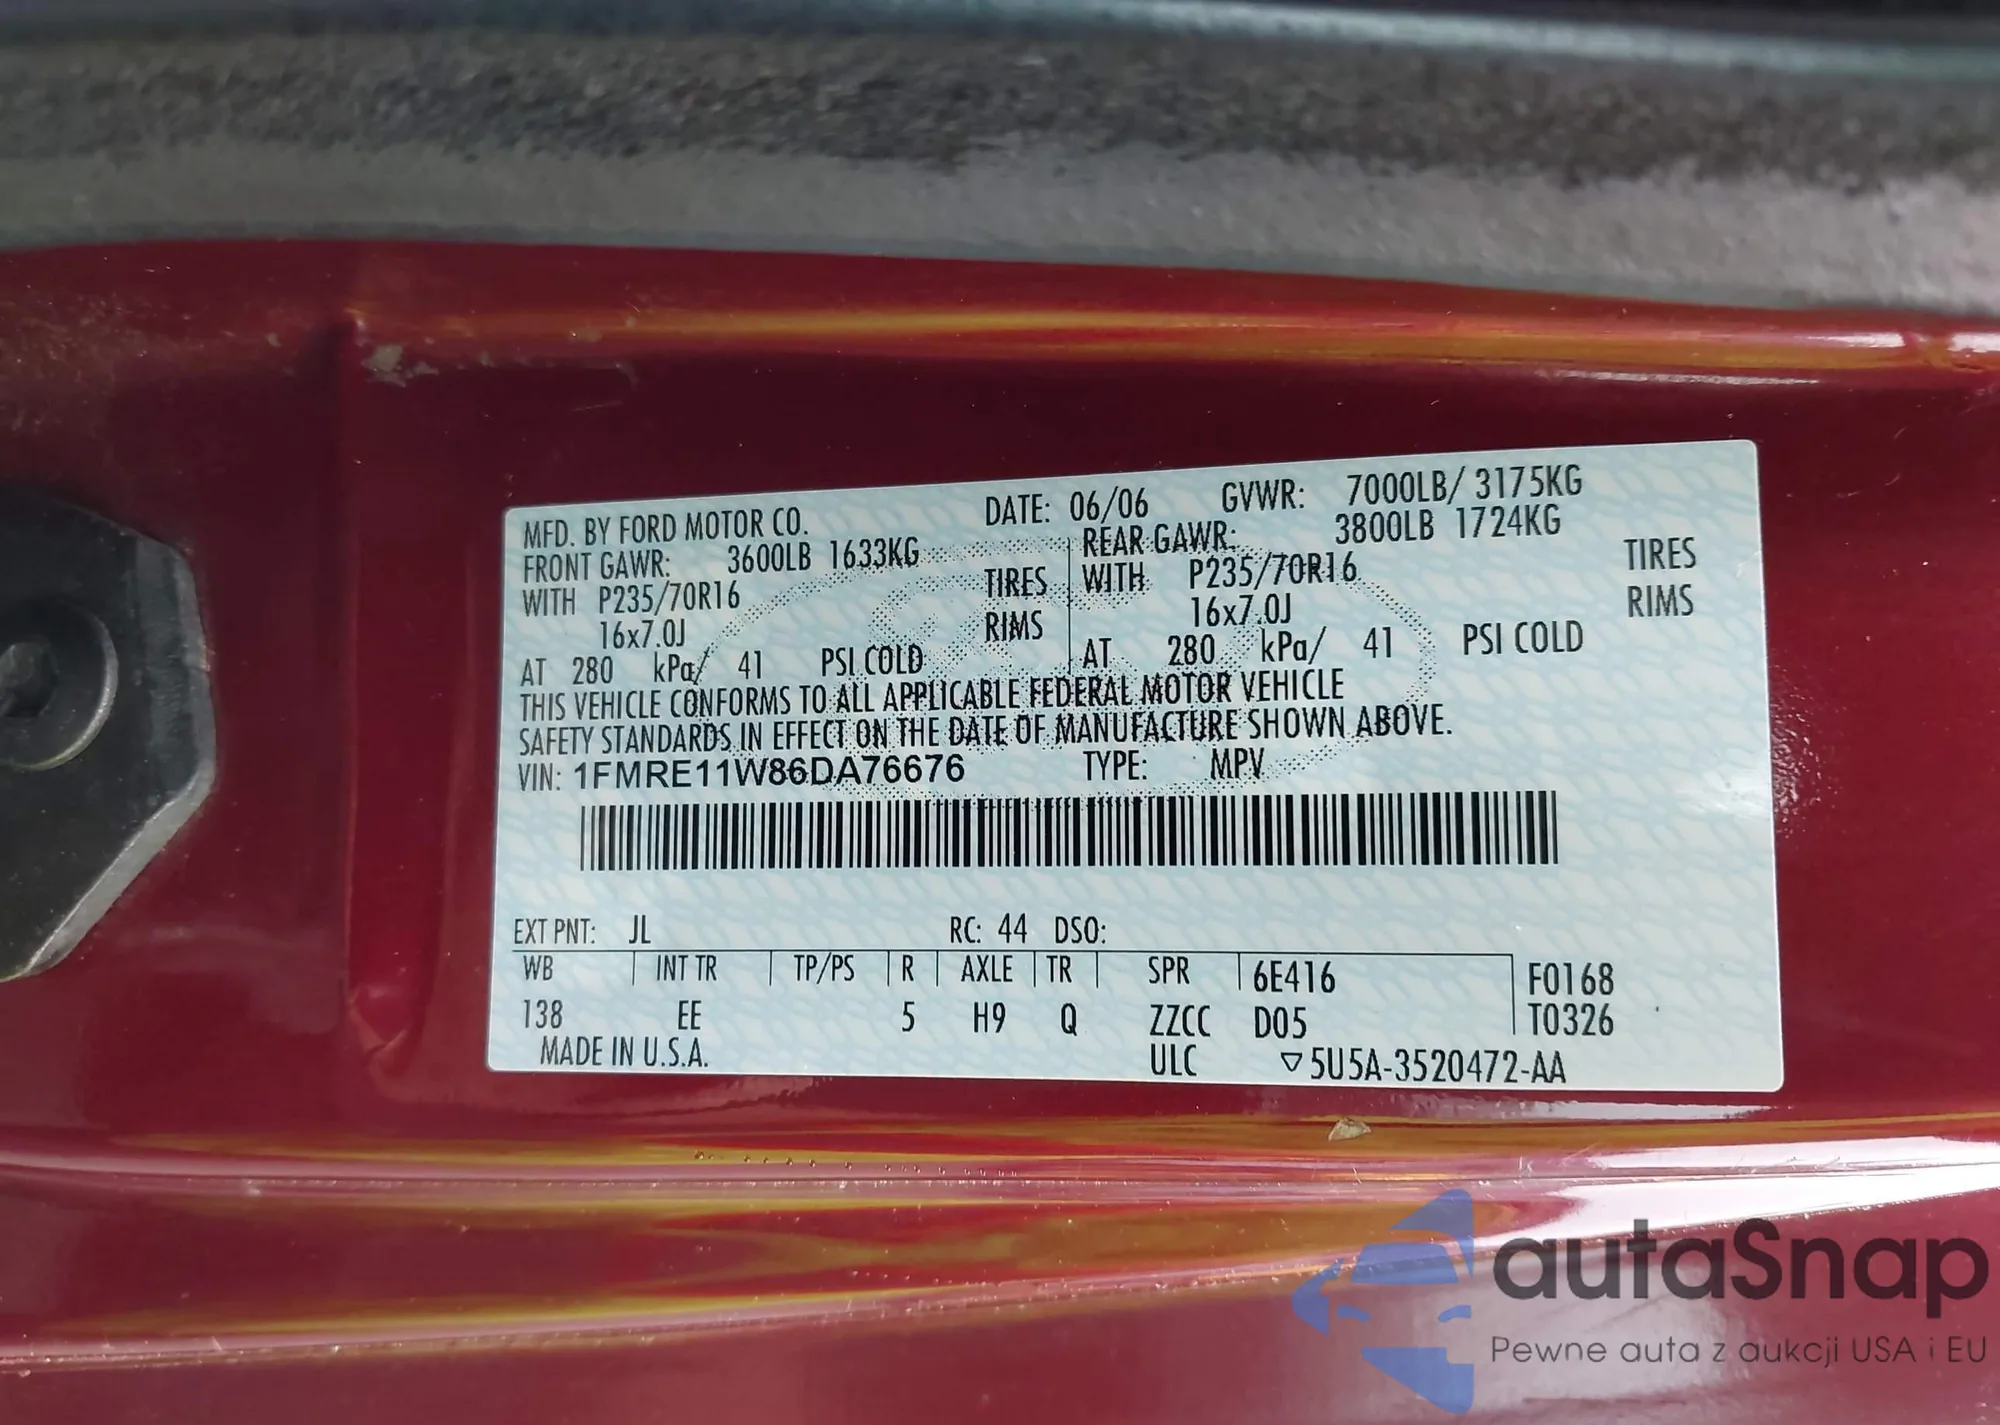 MFD. BY FORD MOTOR CO. DATE: 06/06 GVWR: 7000LB/ 3175KG
FRONT GAWR: 3600LB 1633KG REAR GAWR: 3800LB 1724KG
WITH P235/70R16 TIRES WITH P235/70R16 TIRES
16x7.0J RIMS 16x7.0J RIMS
AT 280 kPa/ 41 PSI COLD AT 280 kPa/ 41 PSI COLD
THIS VEHICLE CONFORMS TO ALL APPLICABLE FEDERAL MOTOR VEHICLE
SAFETY STANDARDS IN EFFECT ON THE DATE OF MANUFACTURE SHOWN ABOVE.
VIN: 1FMRE11W86DA76676 TYPE: MPV
EXT PNT: JL RC: 44 DSO:
WB INT TR TP/PS R AXLE TR SPR 6E416 F0168
138 EE 5 H9 Q ZZCC D05 T0326
MADE IN U.S.A. ULC ▽5U5A-3520472-AA
autaSnap
Pewne auta z aukcji USA i EU